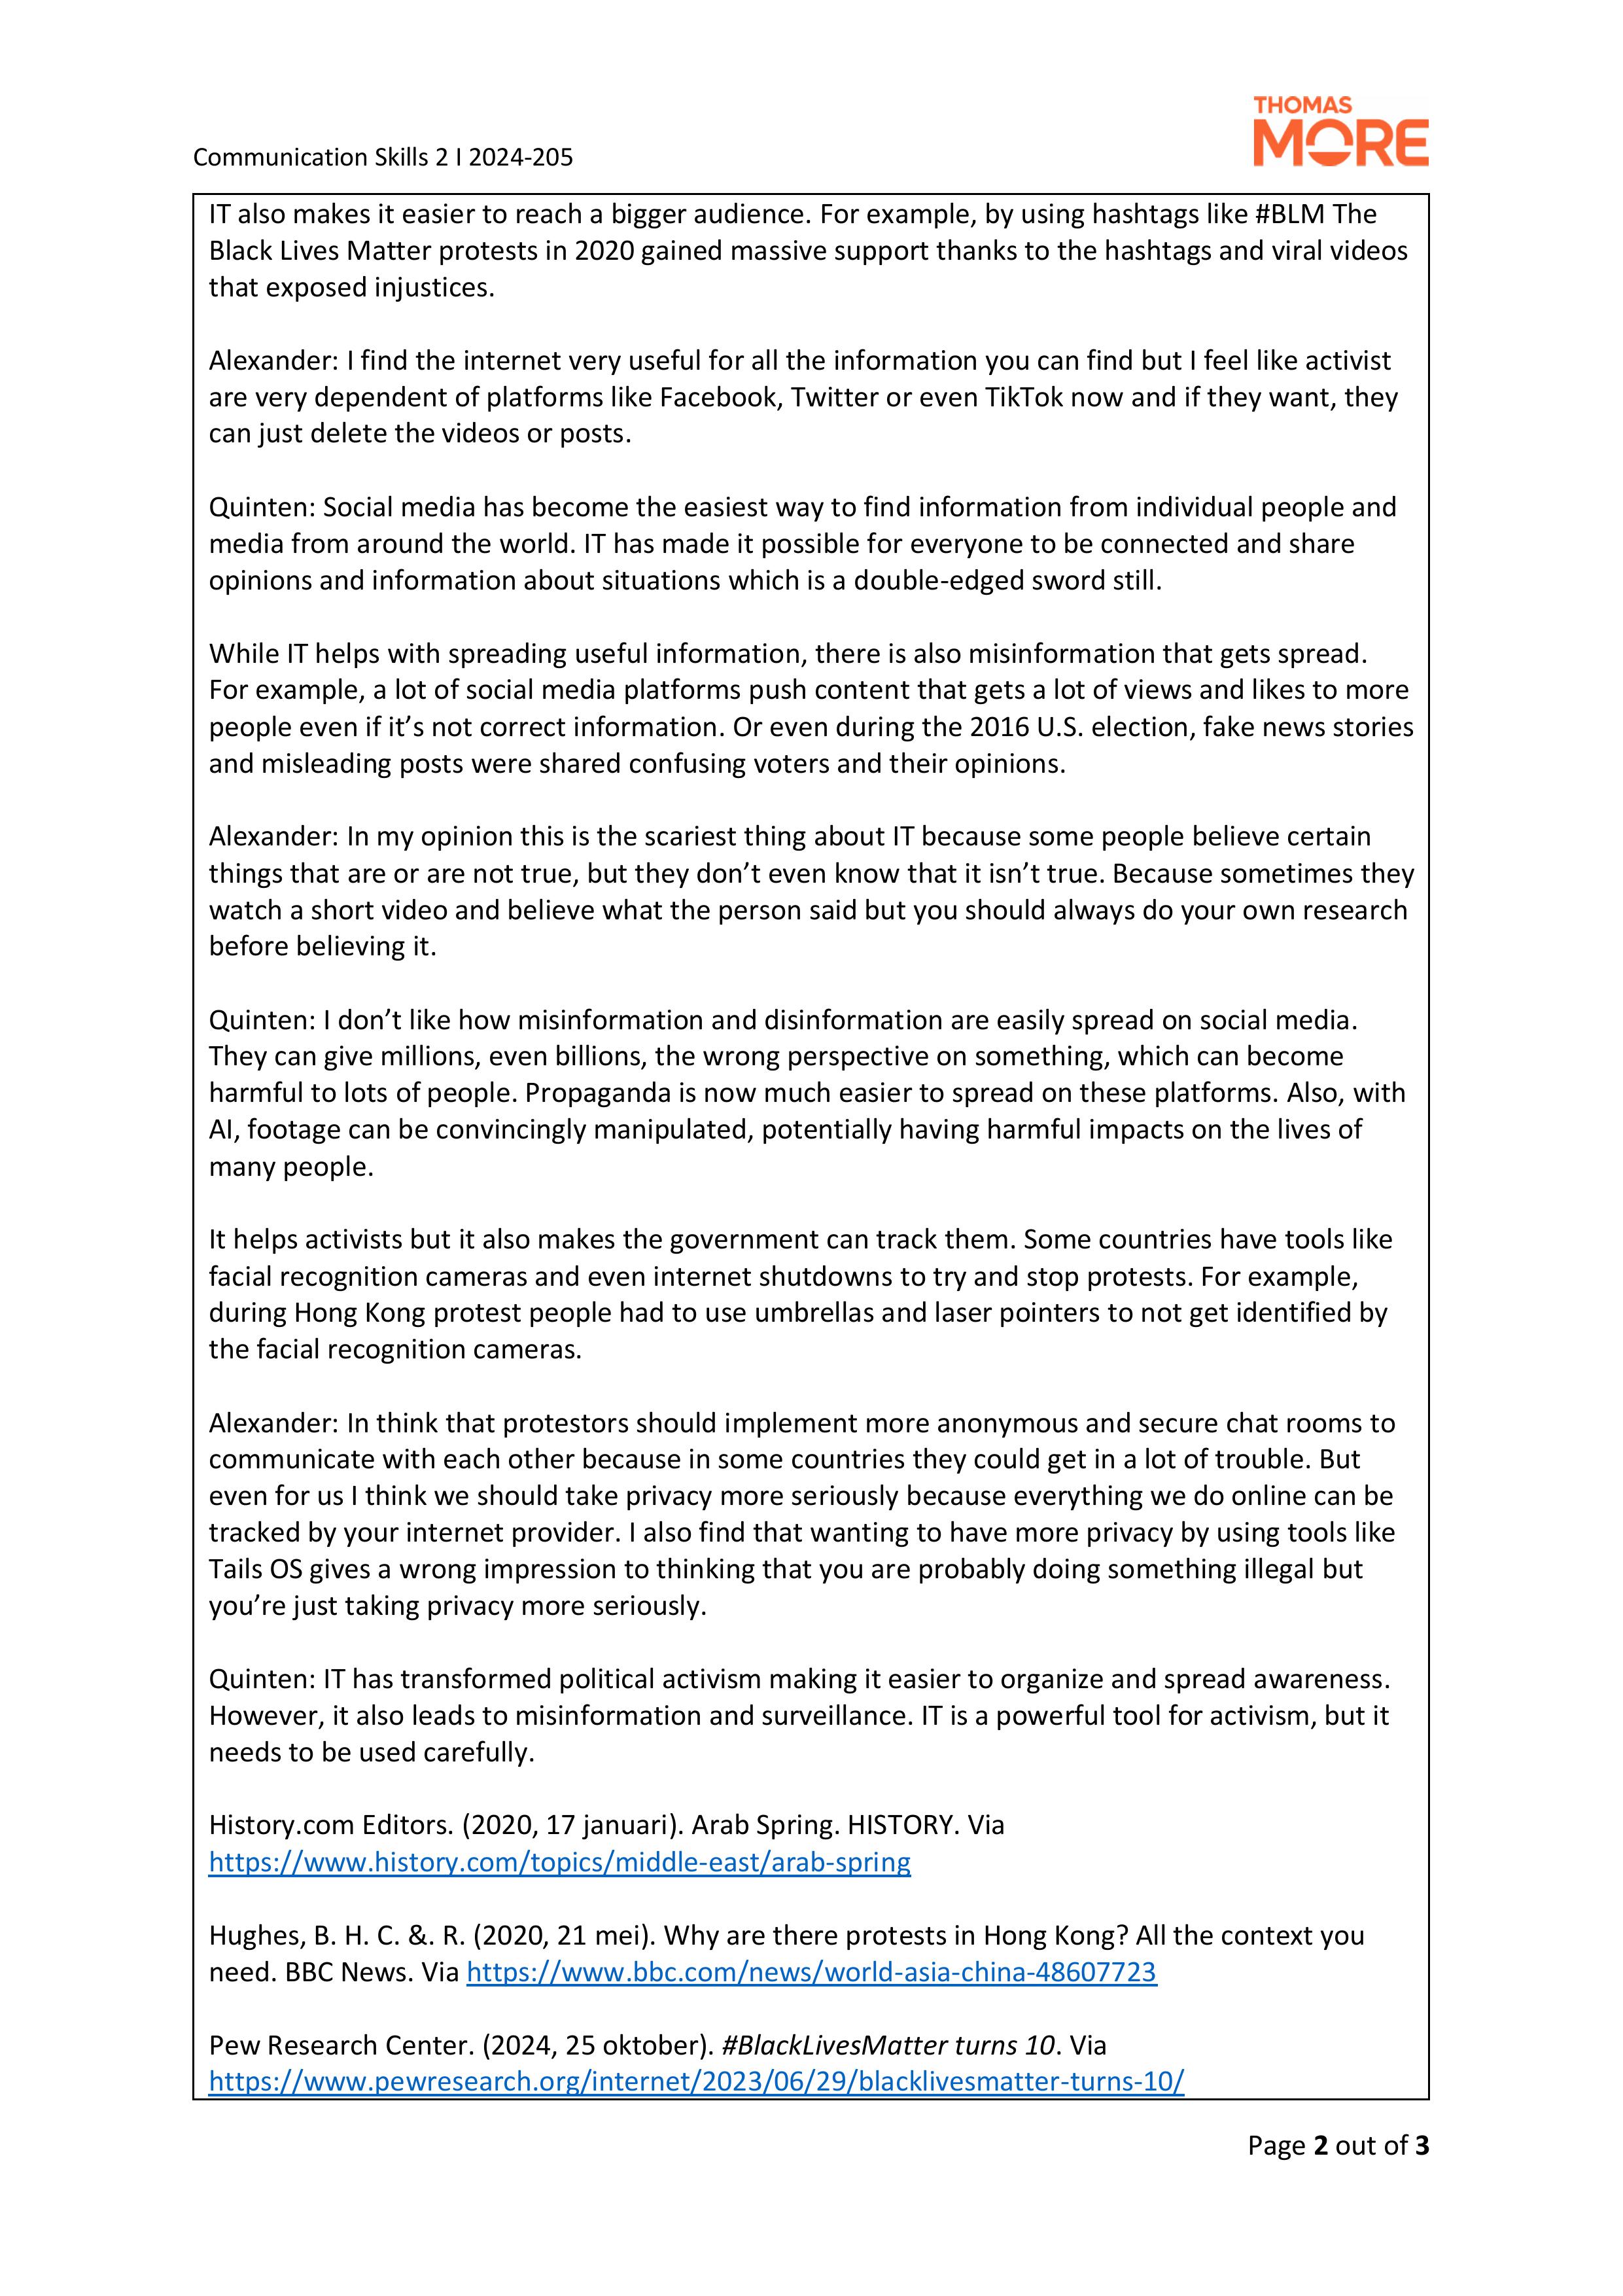 THOMAS
MORE
Communication Skills 2 I 2024-205
IT also makes it easier to reach a bigger audience. For example, by using hashtags like #BLM The
Black Lives Matter protests in 2020 gained massive support thanks to the hashtags and viral videos
that exposed injustices.
Alexander: I find the internet very useful for all the information you can find but I feel like activist
are very dependent of platforms like Facebook, Twitter or even TikTok now and if they want, they
can just delete the videos or posts.
Quinten: Social media has become the easiest way to find information from individual people and
media from around the world. IT has made it possible for everyone to be connected and share
opinions and information about situations which is a double-edged sword still.
While IT helps with spreading useful information, there is also misinformation that gets spread.
For example, a lot of social media platforms push content that gets a lot of views and likes to more
people even if it’s not correct information. Or even during the 2016 U.S. election, fake news stories
and misleading posts were shared confusing voters and their opinions.
Alexander: In my opinion this is the scariest thing about IT because some people believe certain
things that are or are not true, but they don’t even know that it isn’t true. Because sometimes they
watch a short video and believe what the person said but you should always do your own research
before believing it.
Quinten: I don’t like how misinformation and disinformation are easily spread on social media.
They can give millions, even billions, the wrong perspective on something, which can become
harmful to lots of people. Propaganda is now much easier to spread on these platforms. Also, with
AI, footage can be convincingly manipulated, potentially having harmful impacts on the lives of
many people.
It helps activists but it also makes the government can track them. Some countries have tools like
facial recognition cameras and even internet shutdowns to try and stop protests. For example,
during Hong Kong protest people had to use umbrellas and laser pointers to not get identified by
the facial recognition cameras.
Alexander: In think that protestors should implement more anonymous and secure chat rooms to
communicate with each other because in some countries they could get in a lot of trouble. But
even for us I think we should take privacy more seriously because everything we do online can be
tracked by your internet provider. I also find that wanting to have more privacy by using tools like
Tails OS gives a wrong impression to thinking that you are probably doing something illegal but
you’re just taking privacy more seriously.
Quinten: IT has transformed political activism making it easier to organize and spread awareness.
However, it also leads to misinformation and surveillance. IT is a powerful tool for activism, but it
needs to be used carefully.
History.com Editors. (2020, 17 januari). Arab Spring. HISTORY. Via
https://www.history.com/topics/middle-east/arab-spring
Hughes, B. H. C. &. R. (2020, 21 mei). Why are there protests in Hong Kong? All the context you
need. BBC News. Via https://www.bbc.com/news/world-asia-china-48607723
Pew Research Center. (2024, 25 oktober). #BlackLivesMatter turns 10. Via
https://www.pewresearch.org/internet/2023/06/29/blacklivesmatter-turns-10/
Page 2 out of 3